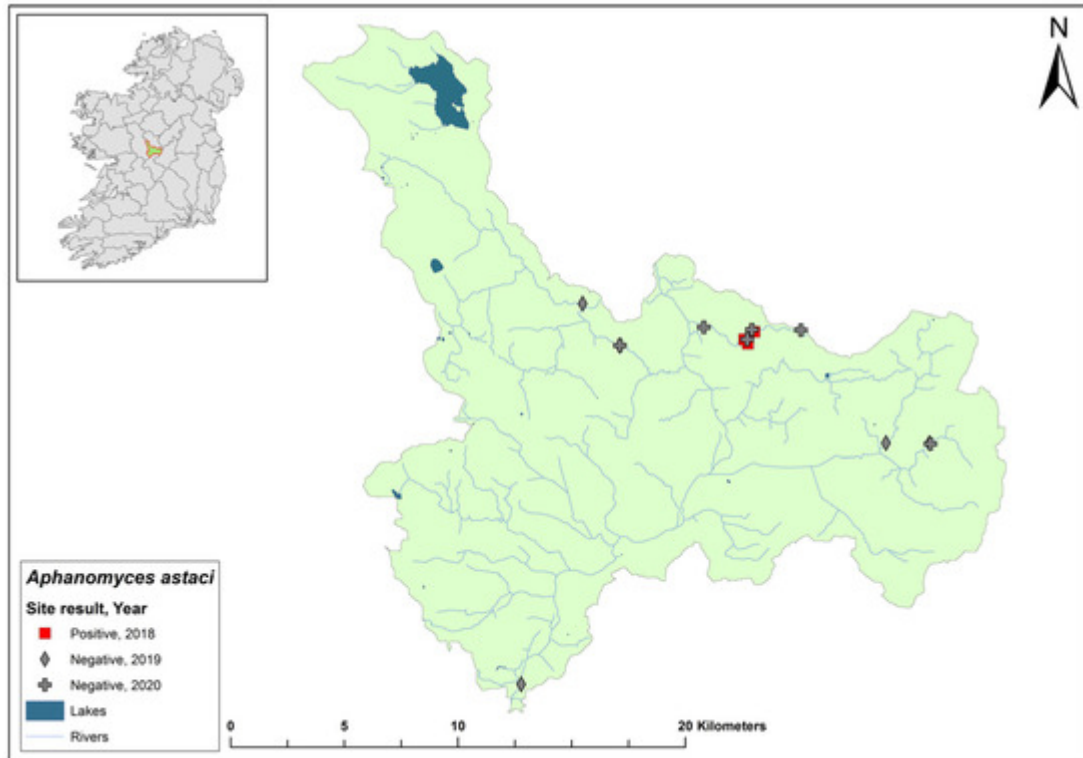 N
Aphanomyces astaci
Site result, Year
Positive, 2018
Negative, 2019
Negative, 2020
Lakes
Rivers
0 5 10 20 Kilometers